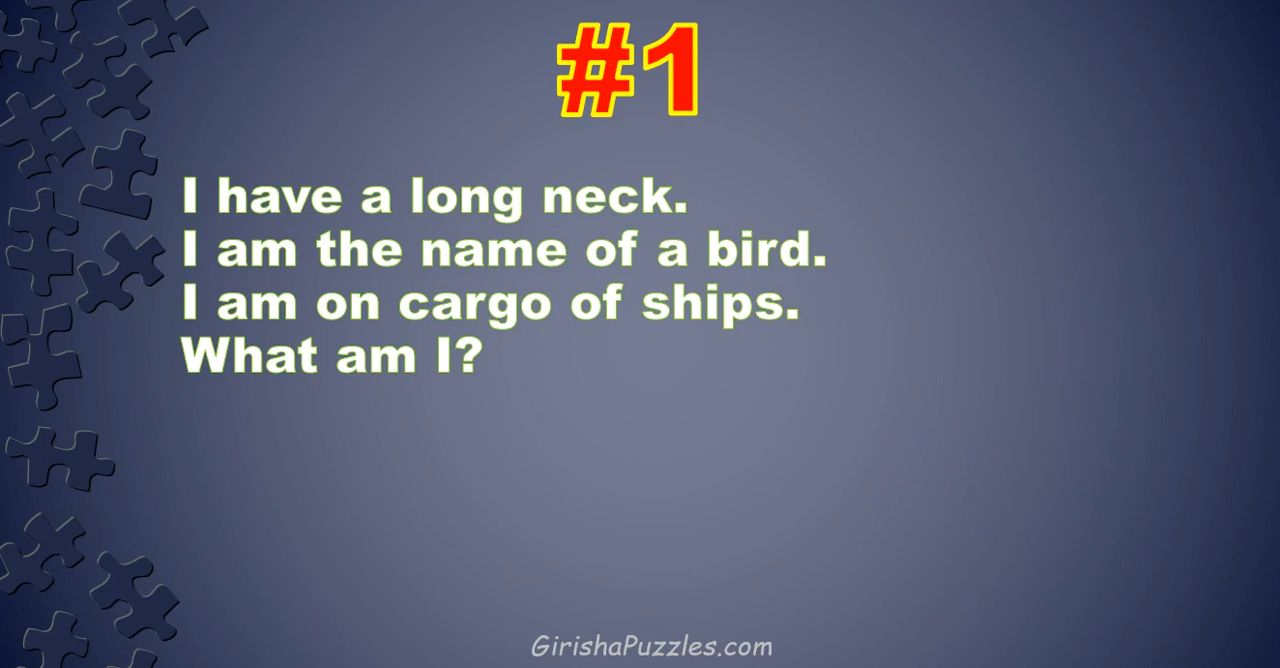 #1
I have a long neck.
I am the name of a bird.
I am on cargo of ships.
What am I?
GirishaPuzzles.com